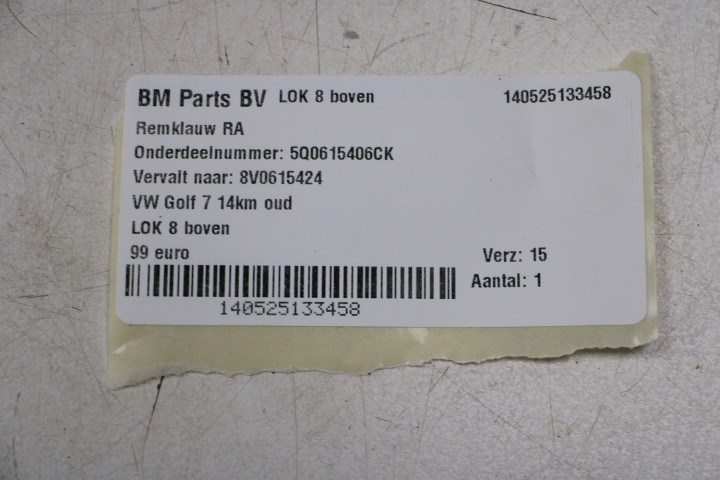 BM Parts BV LOK 8 boven 140525133458
Remklauw RA
Onderdeelnummer: 5Q0615406CK
Vervalt naar: 8V0615424
VW Golf 7 14km oud
LOK 8 boven
99 euro Verz: 15
Aantal: 1
140525133458